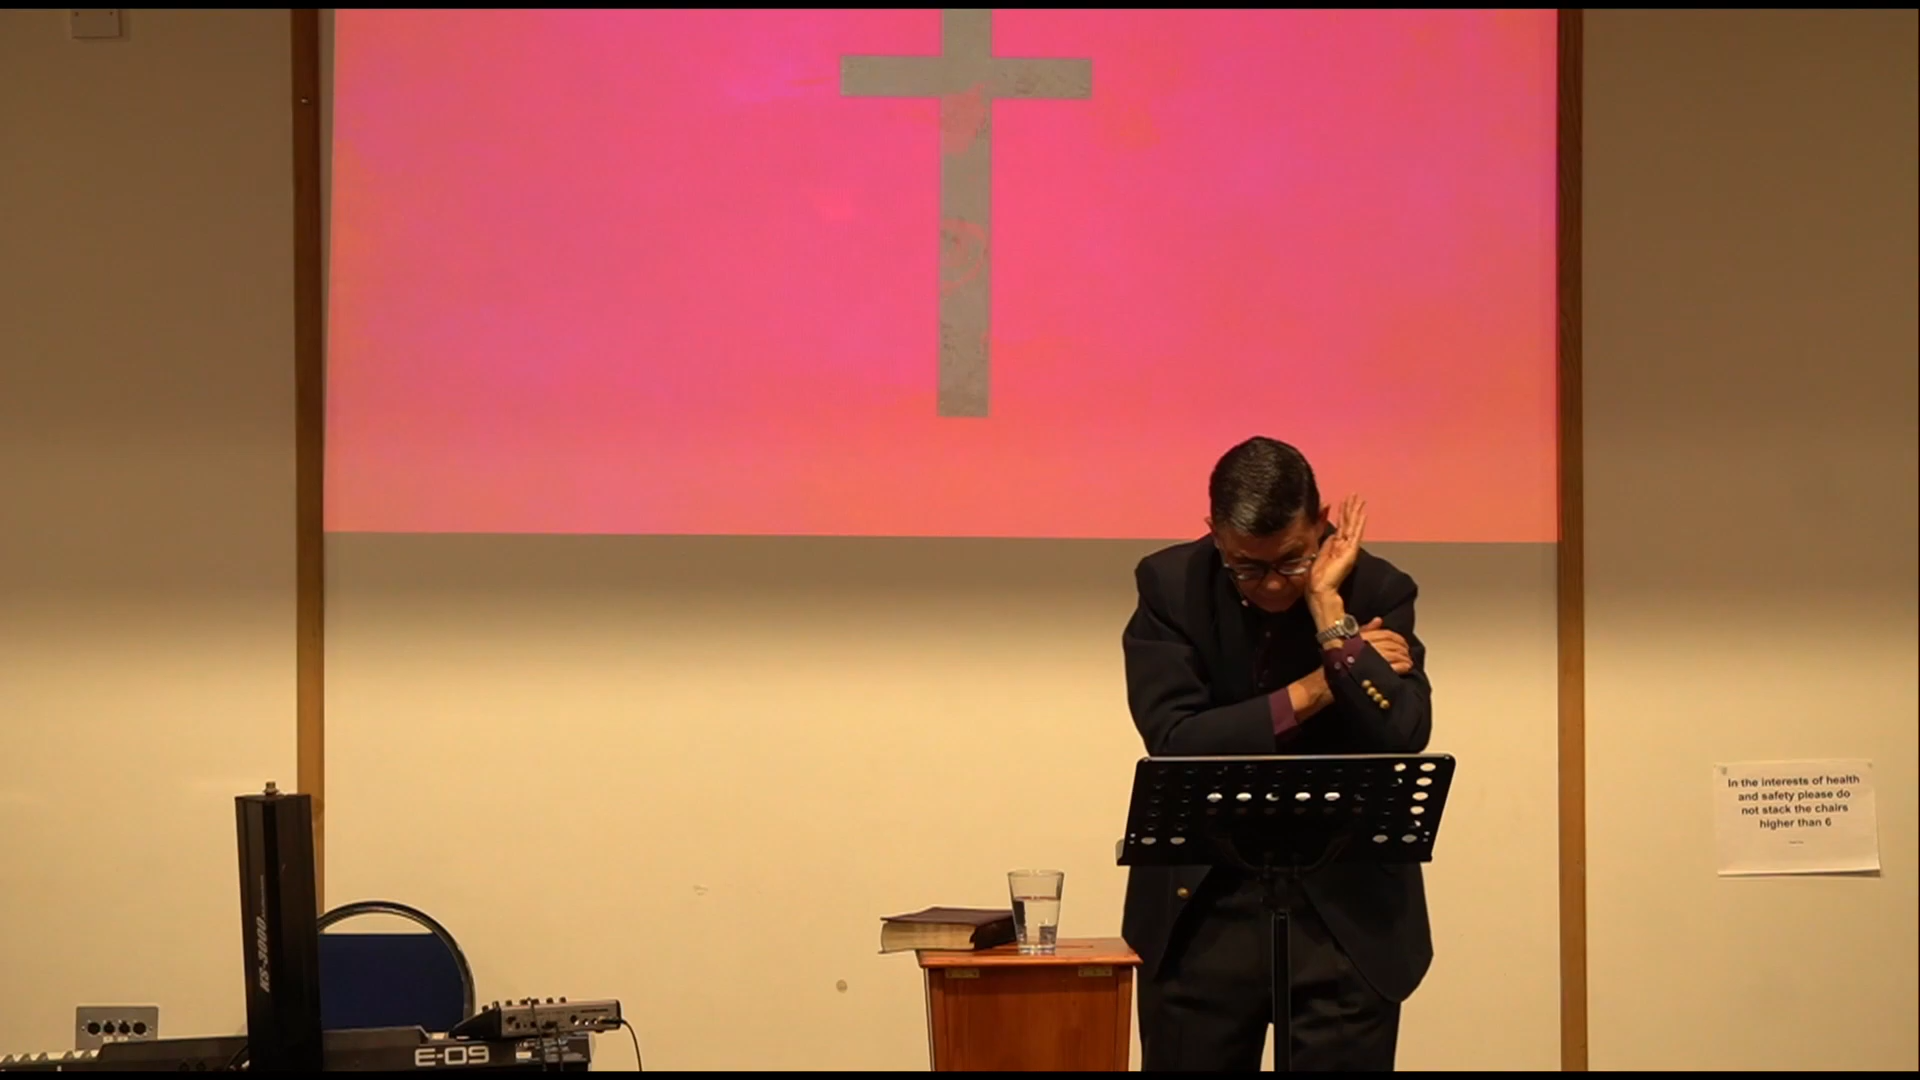 In the interests of health
and safety please do
not stack the chairs
higher than 6
KS-3000
E-09